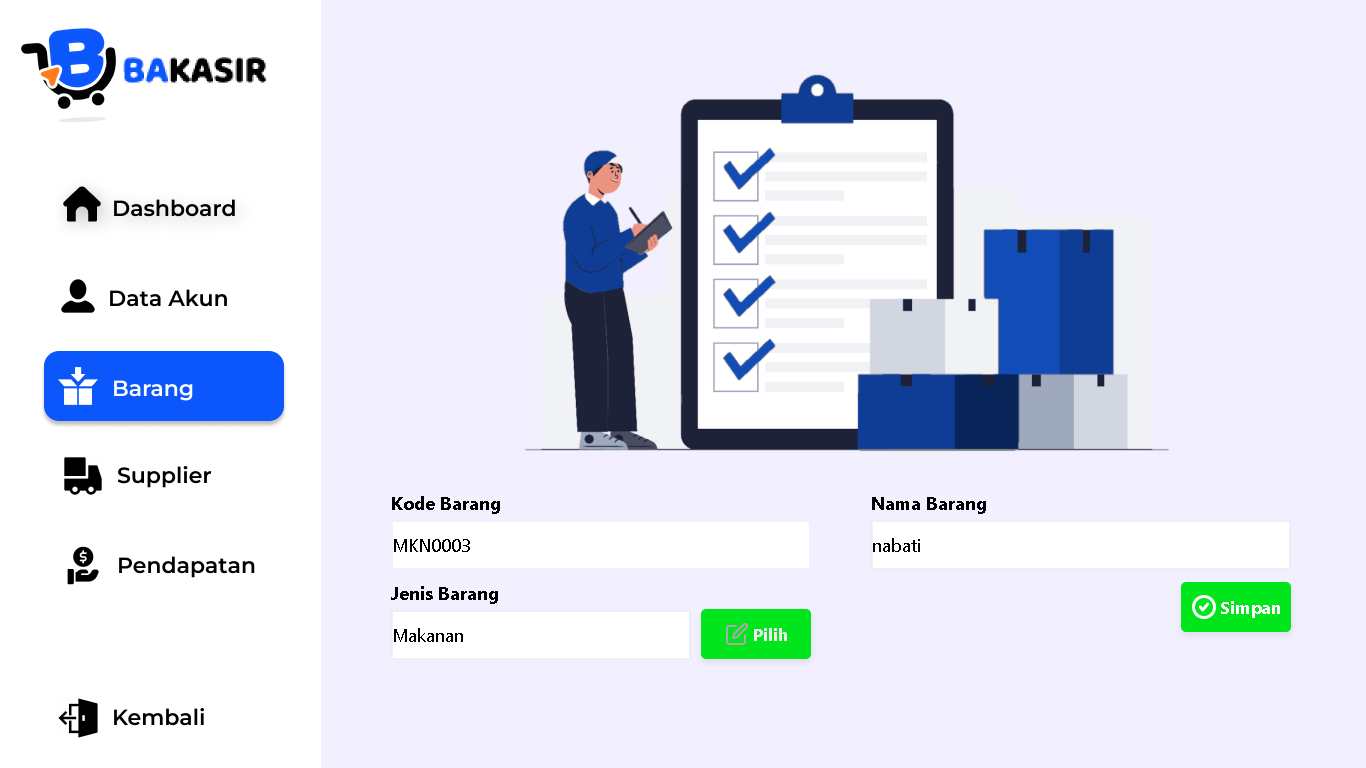 BAKASIR
Dashboard
Data Akun
Barang
Supplier
Pendapatan
Kembali
Kode Barang
MKN0003
Nama Barang
nabati
Jenis Barang
Makanan
Pilih
Simpan